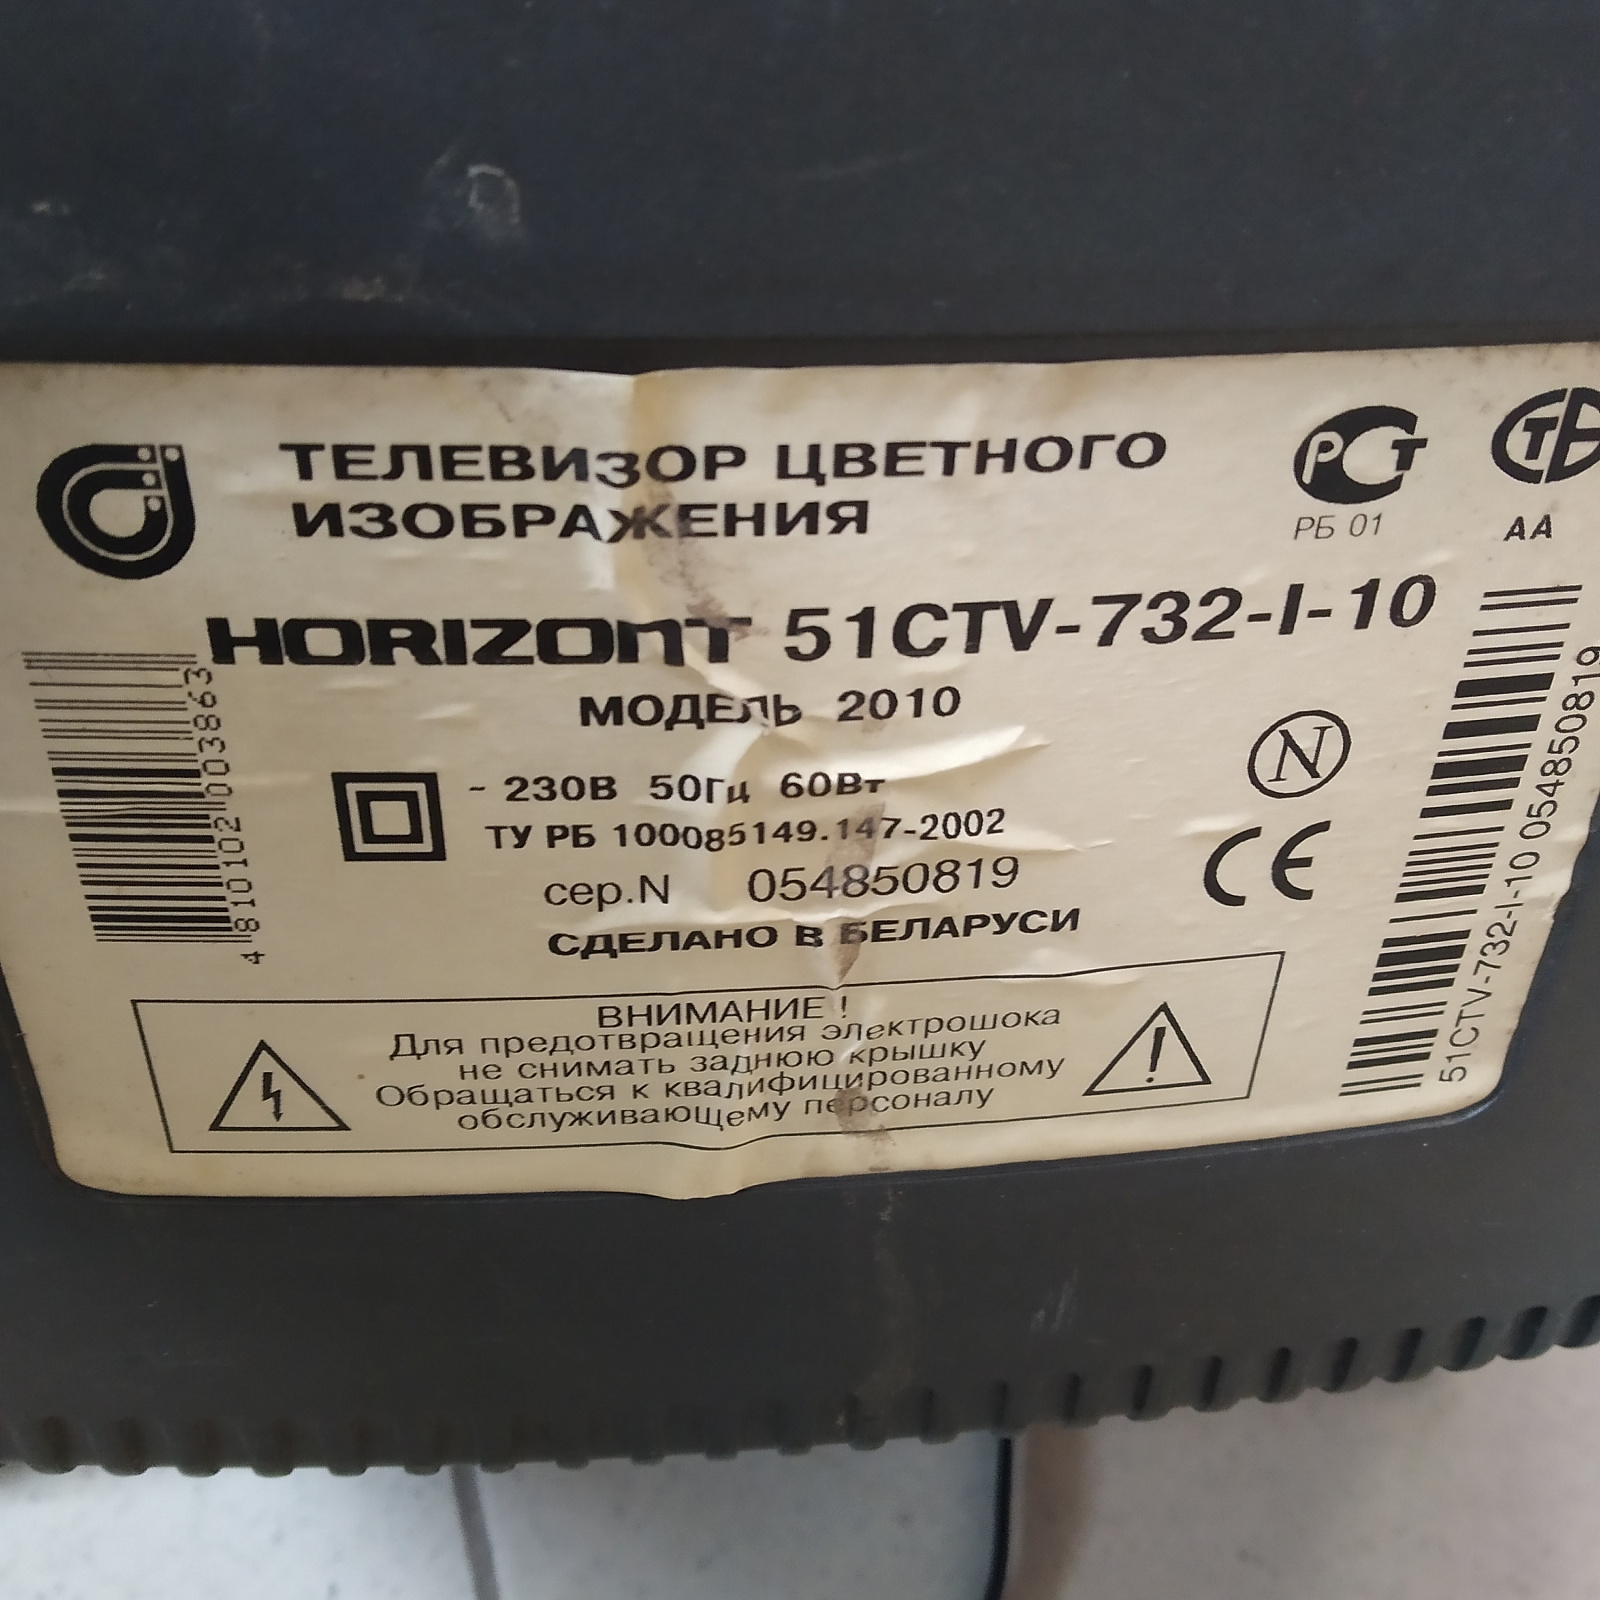 ТЕЛЕВИЗОР ЦВЕТНОГО
ИЗОБРАЖЕНИЯ
РСТ
РБ 01
СТБ
АА
HORIZONT 51CTV-732-I-10
МОДЕЛЬ 2010
~ 230В 50Гц 60Вт
ТУ РБ 100085149.147-2002
сер.N 054850819
СДЕЛАНО В БЕЛАРУСИ
N
CE
4 810102 003863
51CTV-732-I-10 054850819
ВНИМАНИЕ !
Для предотвращения электрошока
не снимать заднюю крышку
Обращаться к квалифицированному
обслуживающему персоналу